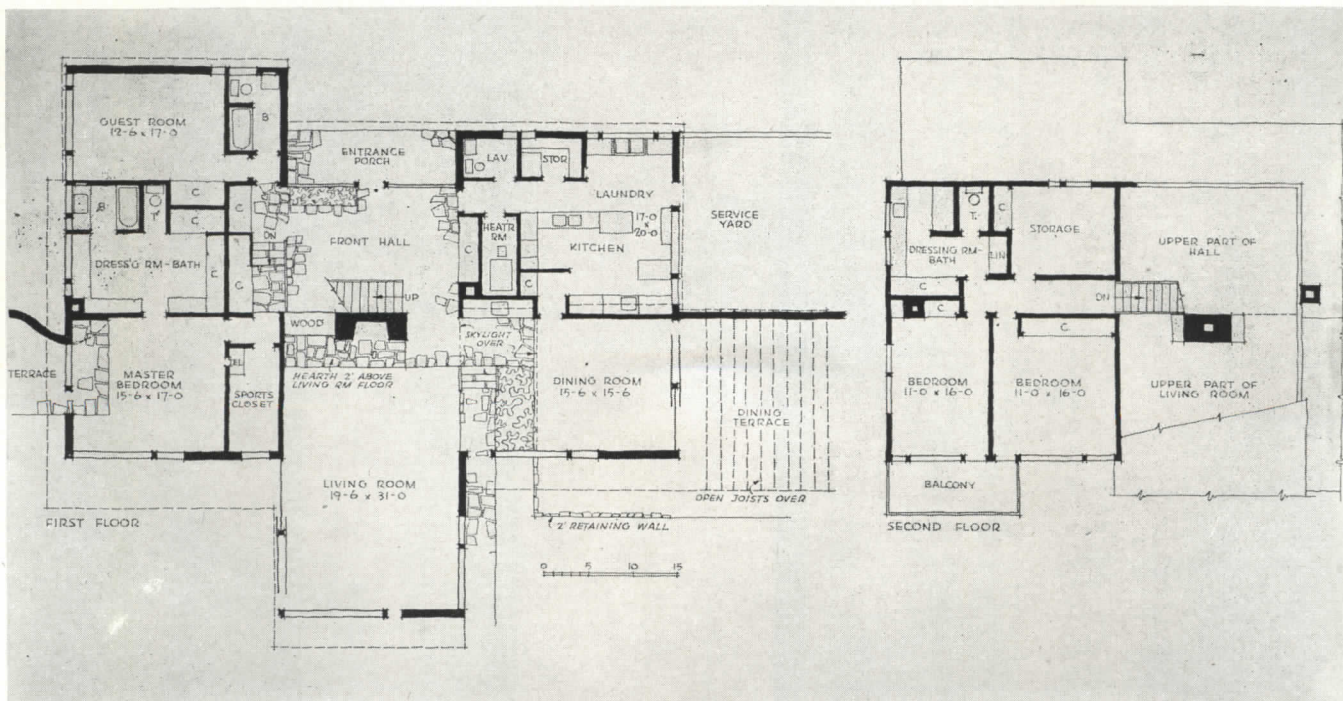 GUEST ROOM
12-6 x 17-0
B
ENTRANCE
PORCH
LAV
STOR
LAUNDRY
17-0
x
20-0
KITCHEN
HEAT'R
RM
C
C
SERVICE
YARD
B
T.
C
C
C
C
C
DN
DRESS'G RM-BATH
FRONT HALL
UP
WOOD
SKYLIGHT
OVER
HEARTH 2' ABOVE
LIVING RM FLOOR
TERRACE
MASTER
BEDROOM
15-6 x 17-0
SPORTS
CLOSET
DINING ROOM
15-6 x 15-6
DINING
TERRACE
LIVING ROOM
19-6 x 31-0
OPEN JOISTS OVER
2' RETAINING WALL
FIRST FLOOR
0 5 10 15
T.
C
STORAGE
UPPER PART OF
HALL
DRESSING RM-
BATH
LIN
DN
C
C
BEDROOM
11-0 x 16-0
BEDROOM
11-0 x 16-0
UPPER PART OF
LIVING ROOM
BALCONY
SECOND FLOOR